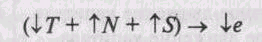 (↓T + ↑N + ↑S) → ↓e